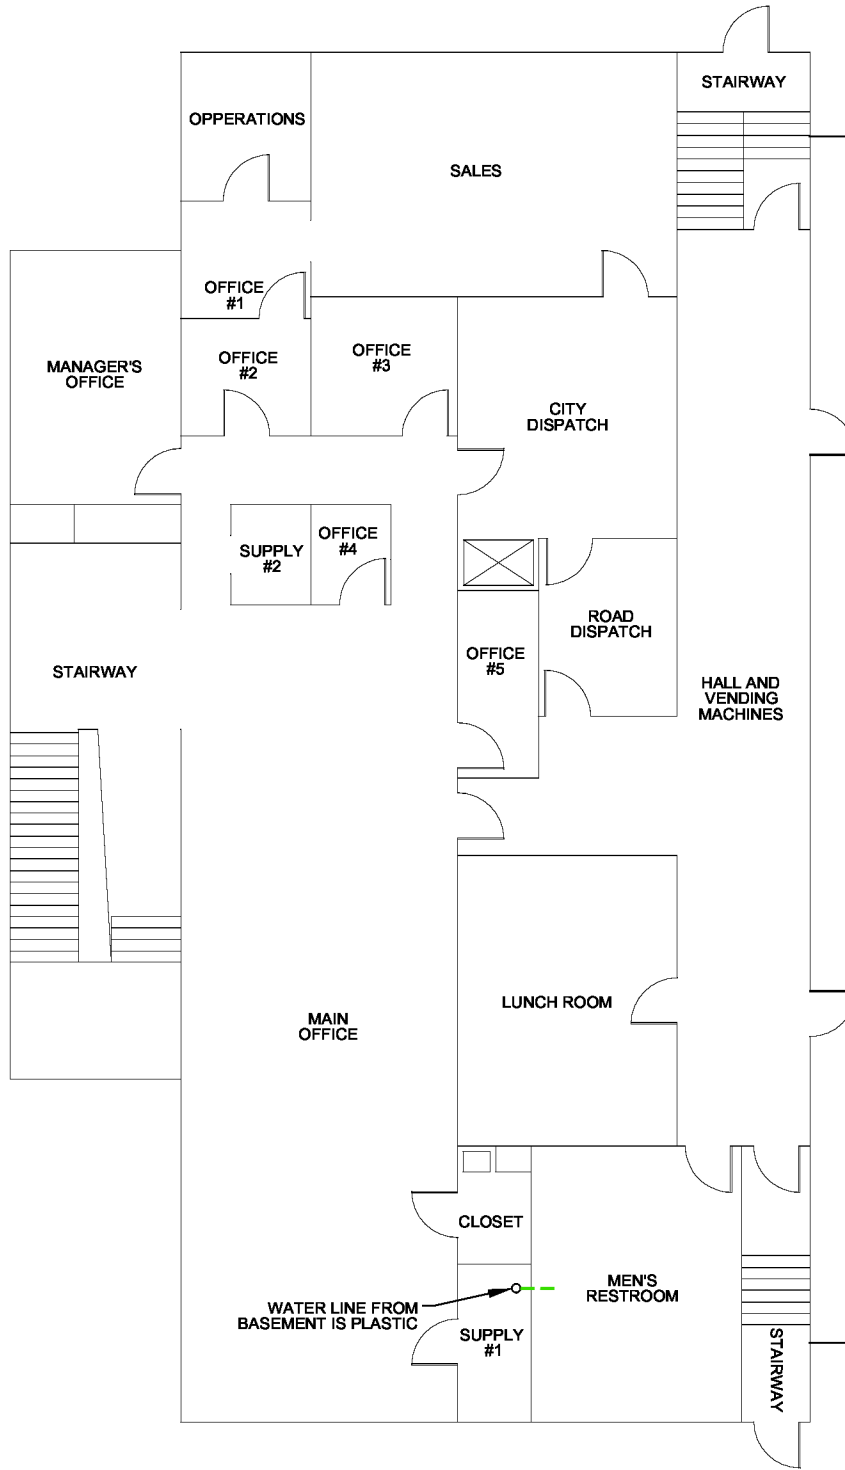 STAIRWAY
OPPERATIONS
SALES
OFFICE
#1
MANAGER'S
OFFICE
OFFICE
#2
OFFICE
#3
CITY
DISPATCH
SUPPLY
#2
OFFICE
#4
ROAD
DISPATCH
OFFICE
#5
STAIRWAY
HALL AND
VENDING
MACHINES
LUNCH ROOM
MAIN
OFFICE
CLOSET
MEN'S
RESTROOM
WATER LINE FROM
BASEMENT IS PLASTIC
SUPPLY
#1
STAIRWAY